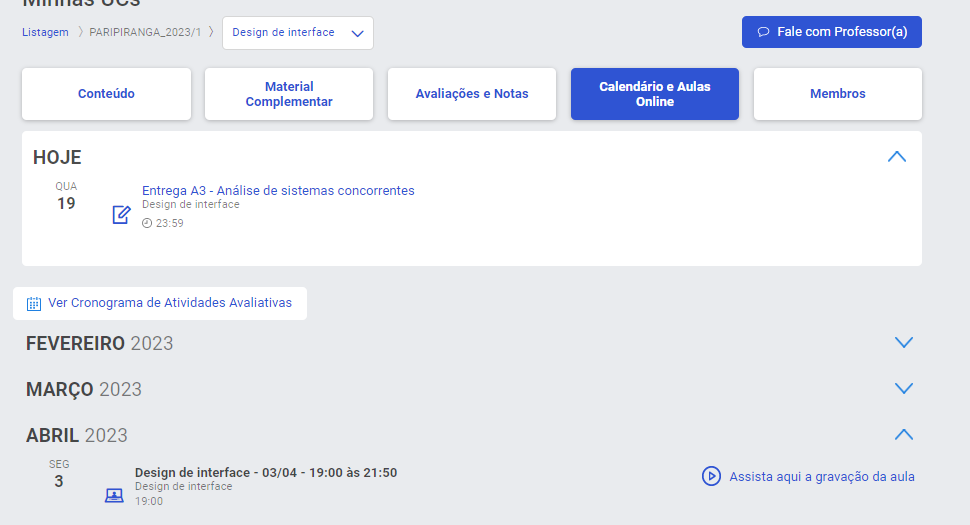 Minhas UCs
Listagem
PARIPIRANGA_2023/1
Design de interface
Fale com Professor(a)
Conteúdo
Material
Complementar
Avaliações e Notas
Calendário e Aulas
Online
Membros
HOJE
QUA
19
Entrega A3 - Análise de sistemas concorrentes
Design de interface
23:59
Ver Cronograma de Atividades Avaliativas
FEVEREIRO 2023
MARÇO 2023
ABRIL 2023
SEG
3
Design de interface - 03/04 - 19:00 às 21:50
Design de interface
19:00
Assista aqui a gravação da aula